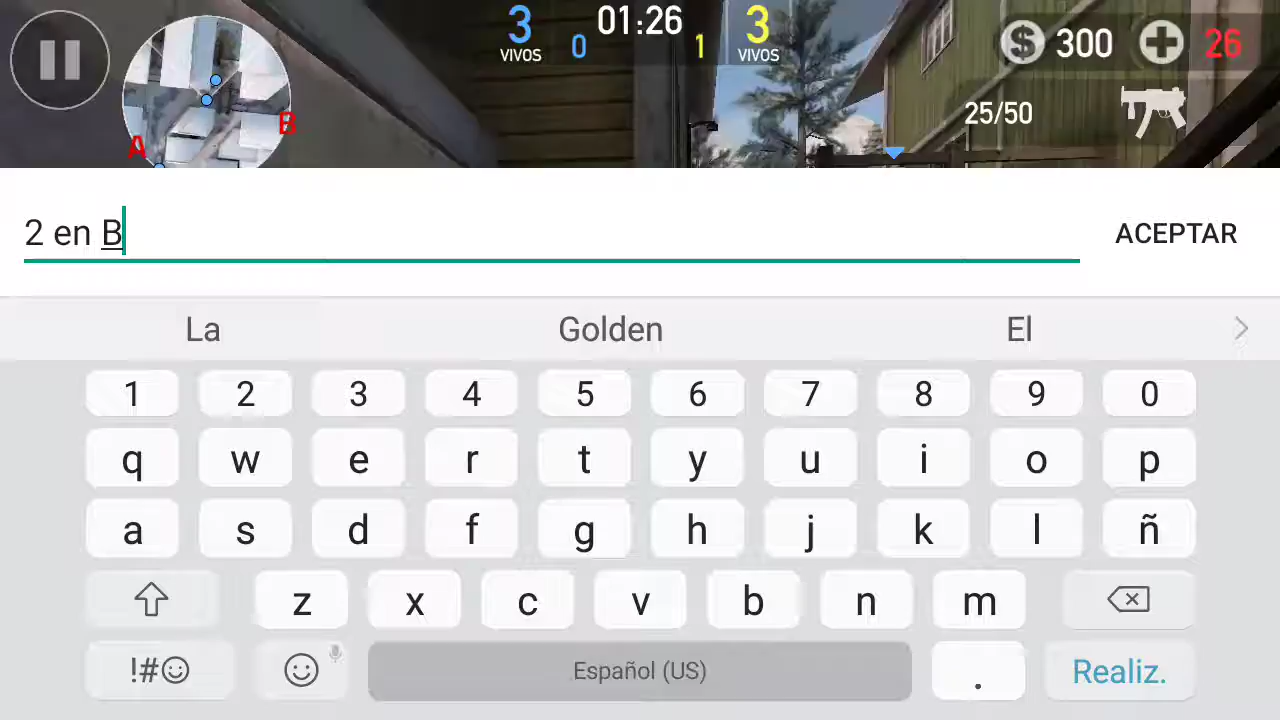 3 01:26 3
VIVOS 0 1 VIVOS
$ 300 26
25/50
A B
2 en B ACEPTAR
La Golden El
1 2 3 4 5 6 7 8 9 0
q w e r t y u i o p
a s d f g h j k l ñ
z x c v b n m
!#☺ Español (US) . Realiz.